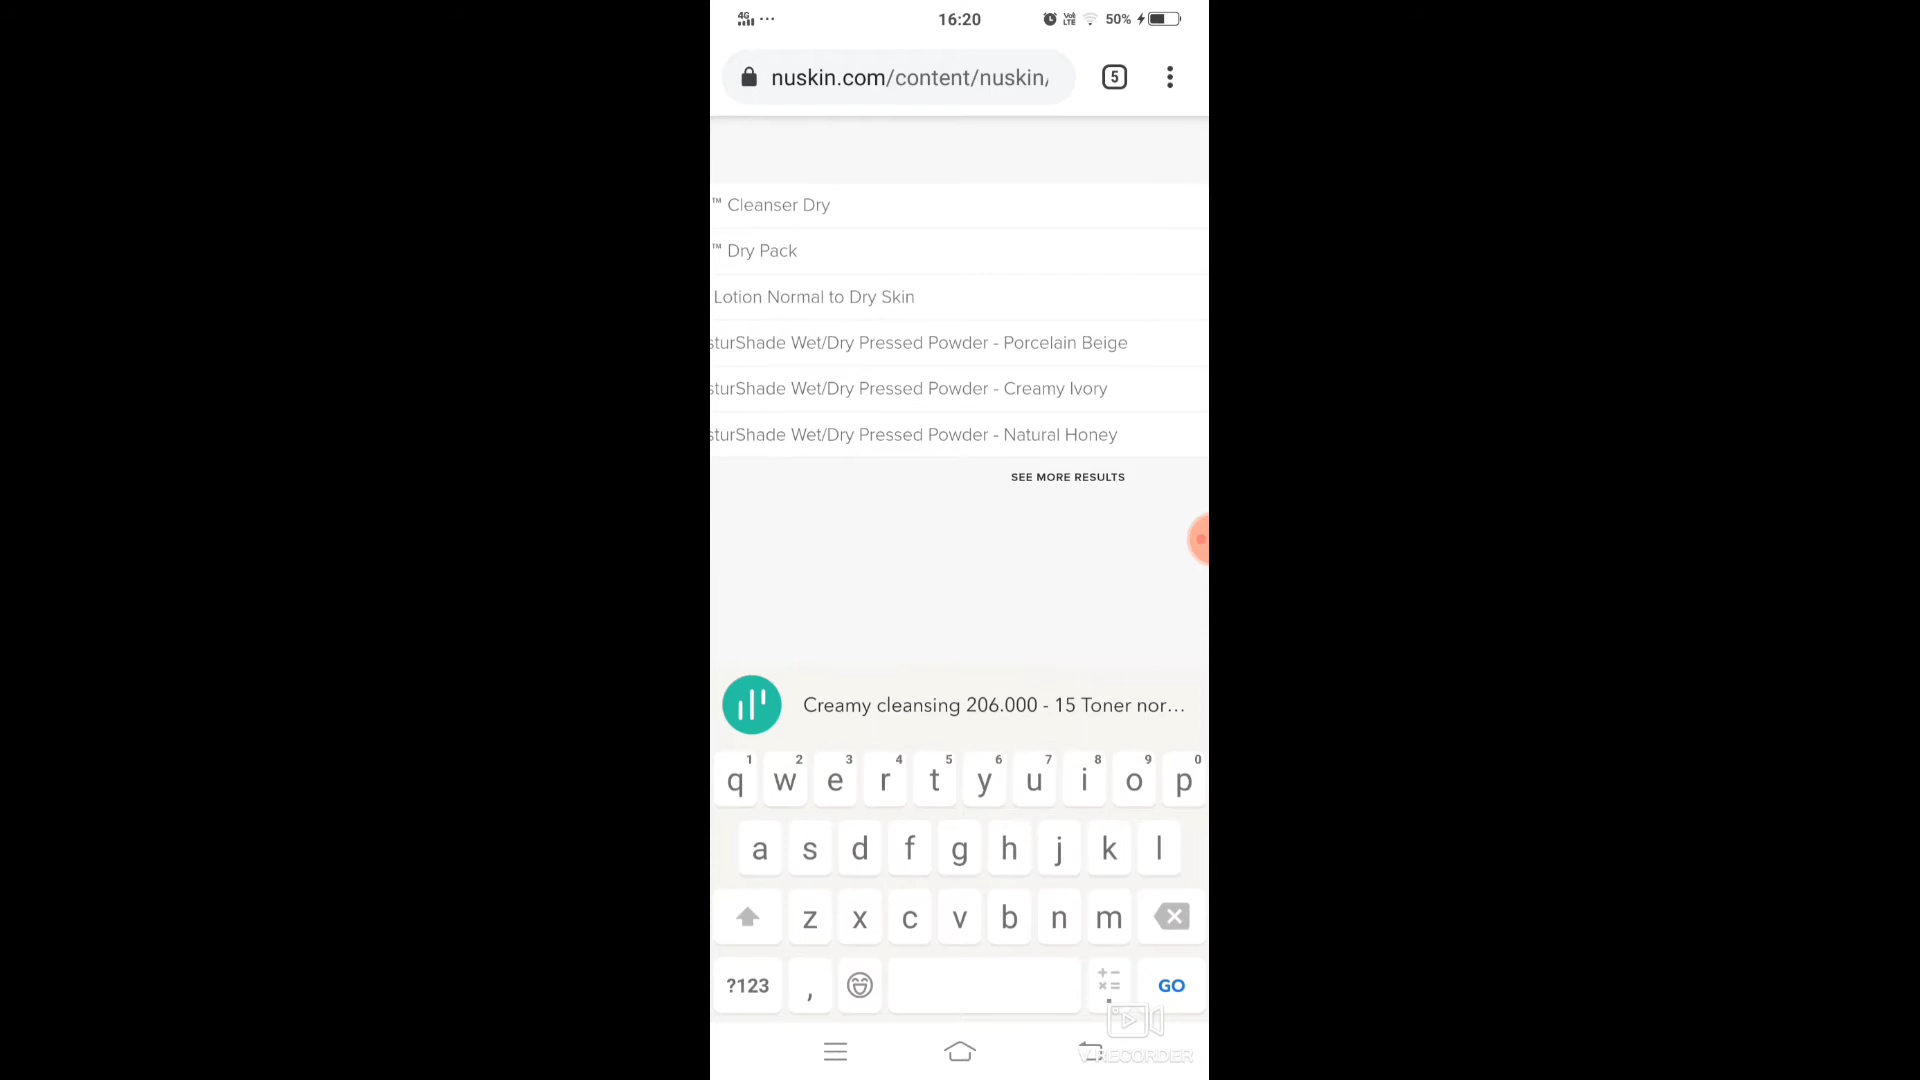 4G ... 16:20 Vo) LTE 50%
nuskin.com/content/nuskin/ 5
™ Cleanser Dry
™ Dry Pack
Lotion Normal to Dry Skin
sturShade Wet/Dry Pressed Powder - Porcelain Beige
sturShade Wet/Dry Pressed Powder - Creamy Ivory
sturShade Wet/Dry Pressed Powder - Natural Honey
SEE MORE RESULTS
Creamy cleansing 206.000 - 15 Toner nor...
1 2 3 4 5 6 7 8 9 0
q w e r t y u i o p
a s d f g h j k l
z x c v b n m
?123 , + - × = . GO
V RECORDER